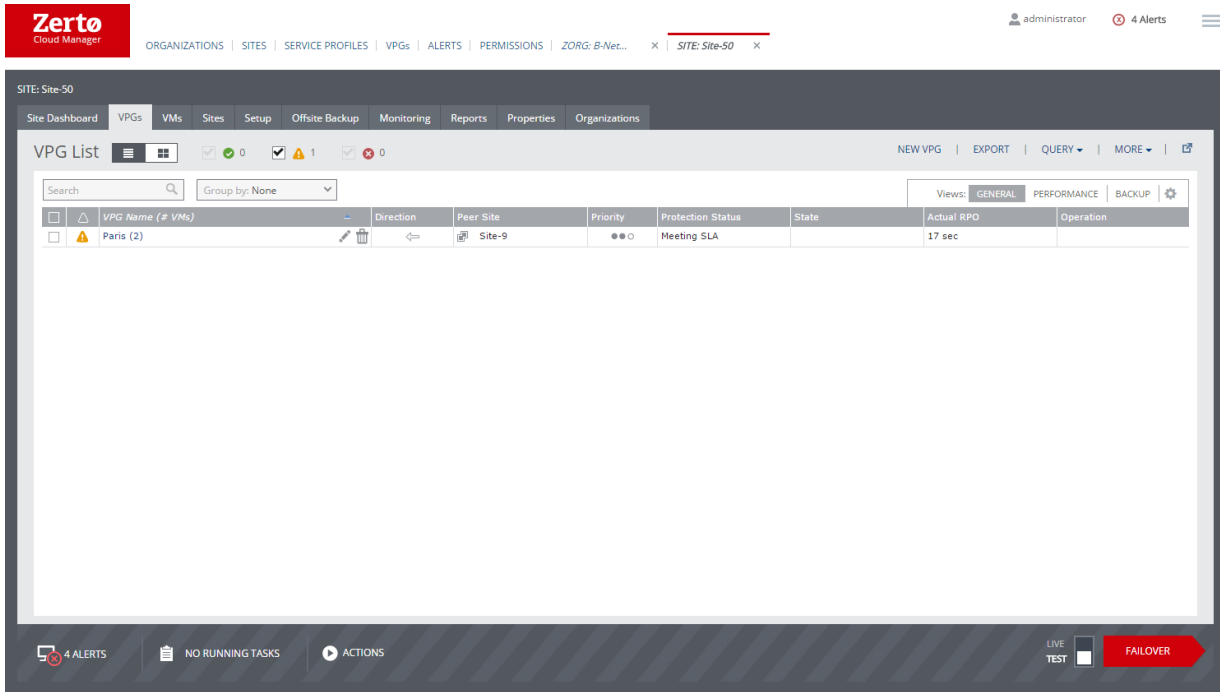 Zertø
Cloud Manager
administrator
4 Alerts
ORGANIZATIONS | SITES | SERVICE PROFILES | VPGs | ALERTS | PERMISSIONS | ZORG: B-Net... × | SITE: Site-50 ×
SITE: Site-50
Site Dashboard VPGs VMs Sites Setup Offsite Backup Monitoring Reports Properties Organizations
VPG List 0 1 0 NEW VPG | EXPORT | QUERY | MORE |
Search Group by: None Views: GENERAL PERFORMANCE BACKUP
VPG Name (# VMs) Direction Peer Site Priority Protection Status State Actual RPO Operation
Paris (2) Site-9 Meeting SLA 17 sec
4 ALERTS NO RUNNING TASKS ACTIONS
LIVE
TEST
FAILOVER